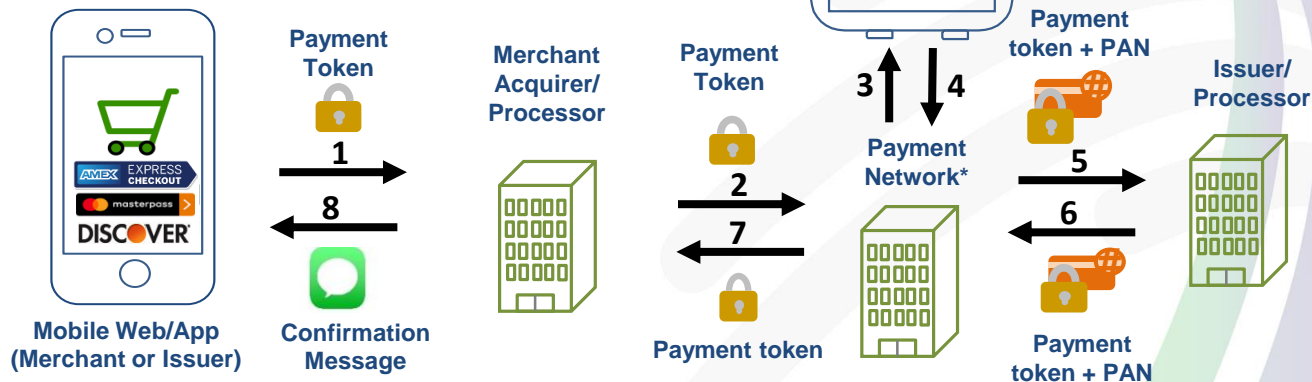 Payment
Token
1
8
AMEX EXPRESS
CHECKOUT
masterpass
DISCOVER
Mobile Web/App
(Merchant or Issuer)
Confirmation
Message
Merchant
Acquirer/
Processor
Payment
Token
2
7
Payment token
3
4
Payment
Network*
Payment
token + PAN
5
6
Payment
token + PAN
Issuer/
Processor